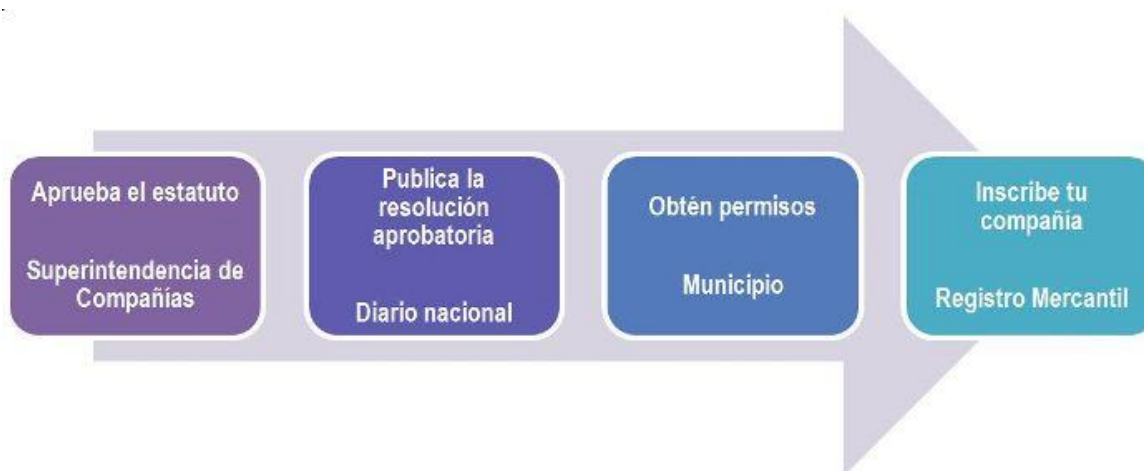 Aprueba el estatuto
Superintendencia de
Compañías
Publica la
resolución
aprobatoria
Diario nacional
Obtén permisos
Municipio
Inscribe tu
compañía
Registro Mercantil